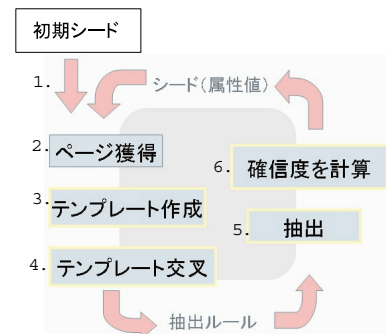 初期シード
1.
シード(属性値)
2. ページ獲得
6. 確信度を計算
3. テンプレート作成
5. 抽出
4. テンプレート交叉
抽出ルール